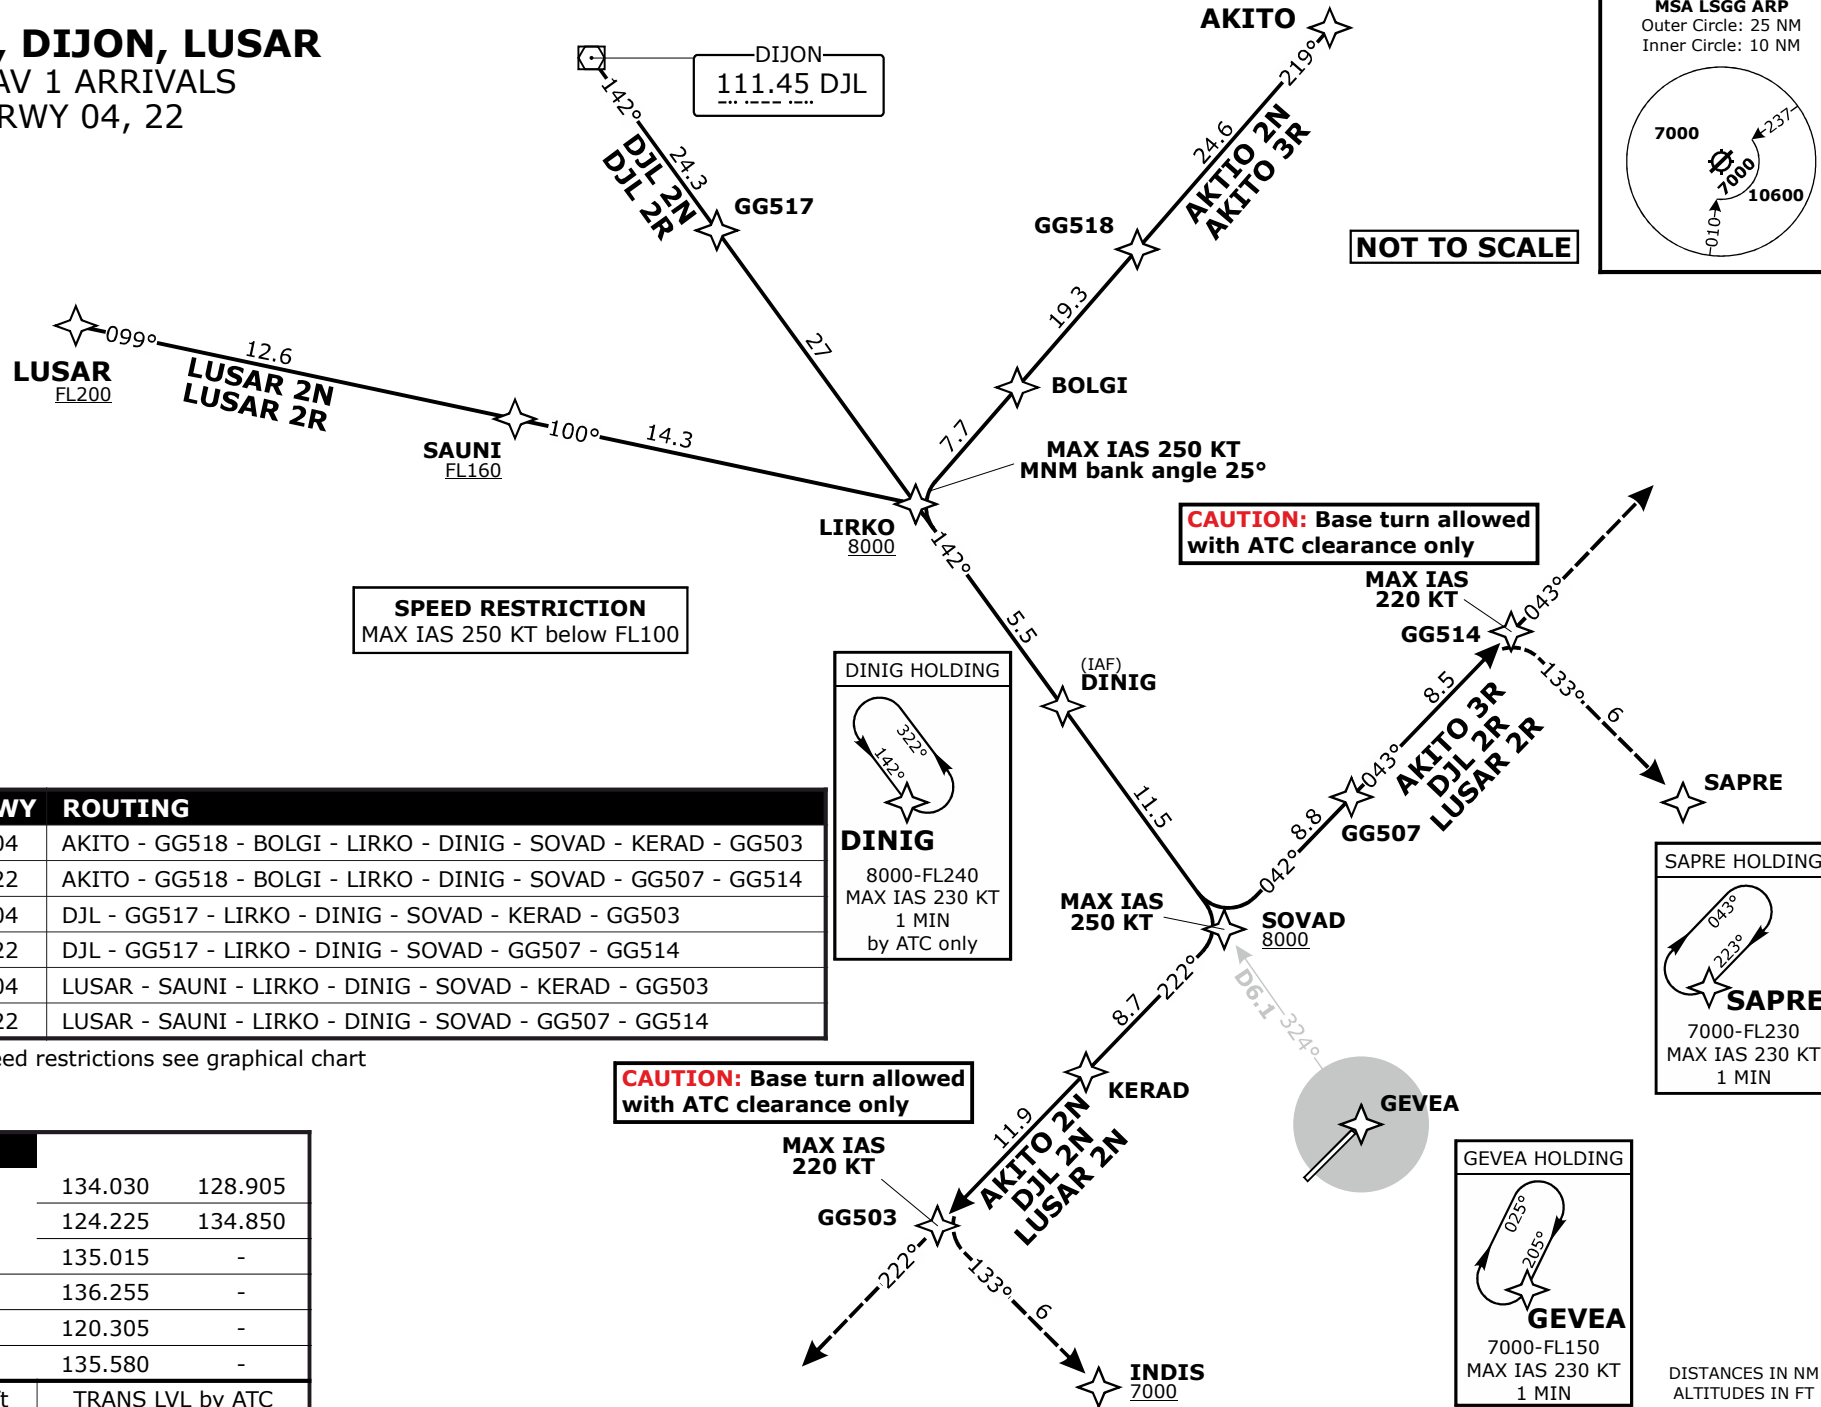 , DIJON, LUSAR
AV 1 ARRIVALS
RWY 04, 22
DIJON
111.45 DJL
AKITO
219°
24.6
AKTIO 2N
AKITO 3R
MSA LSGG ARP
Outer Circle: 25 NM
Inner Circle: 10 NM
7000
237
7000
10600
010
142°
24.3
DJL 2N
DJL 2R
GG517
27
GG518
19.3
NOT TO SCALE
BOLGI
7.7
LUSAR
FL200
099°
12.6
LUSAR 2N
LUSAR 2R
SAUNI
FL160
100°
14.3
MAX IAS 250 KT
MNM bank angle 25°
LIRKO
8000
142°
5.5
CAUTION: Base turn allowed
with ATC clearance only
MAX IAS
220 KT
GG514
043°
133°
6
SAPRE
SPEED RESTRICTION
MAX IAS 250 KT below FL100
(IAF)
DINIG
11.5
DINIG HOLDING
322°
142°
DINIG
8000-FL240
MAX IAS 230 KT
1 MIN
by ATC only
8.5
043°
AKITO 3R
DJL 2R
LUSAR 2R
GG507
8.8
042°
MAX IAS
250 KT
SOVAD
8000
D6.1
324°
SAPRE HOLDING
043°
223°
SAPRE
7000-FL230
MAX IAS 230 KT
1 MIN
WY ROUTING
04 AKITO - GG518 - BOLGI - LIRKO - DINIG - SOVAD - KERAD - GG503
22 AKITO - GG518 - BOLGI - LIRKO - DINIG - SOVAD - GG507 - GG514
04 DJL - GG517 - LIRKO - DINIG - SOVAD - KERAD - GG503
22 DJL - GG517 - LIRKO - DINIG - SOVAD - GG507 - GG514
04 LUSAR - SAUNI - LIRKO - DINIG - SOVAD - KERAD - GG503
22 LUSAR - SAUNI - LIRKO - DINIG - SOVAD - GG507 - GG514
eed restrictions see graphical chart
222°
8.7
KERAD
11.9
AKITO 2N
DJL 2N
LUSAR 2N
CAUTION: Base turn allowed
with ATC clearance only
MAX IAS
220 KT
GG503
222°
133°
6
INDIS
7000
GEVEA
GEVEA HOLDING
025°
205°
GEVEA
7000-FL150
MAX IAS 230 KT
1 MIN
134.030 128.905
124.225 134.850
135.015 -
136.255 -
120.305 -
135.580 -
ft TRANS LVL by ATC
DISTANCES IN NM
ALTITUDES IN FT